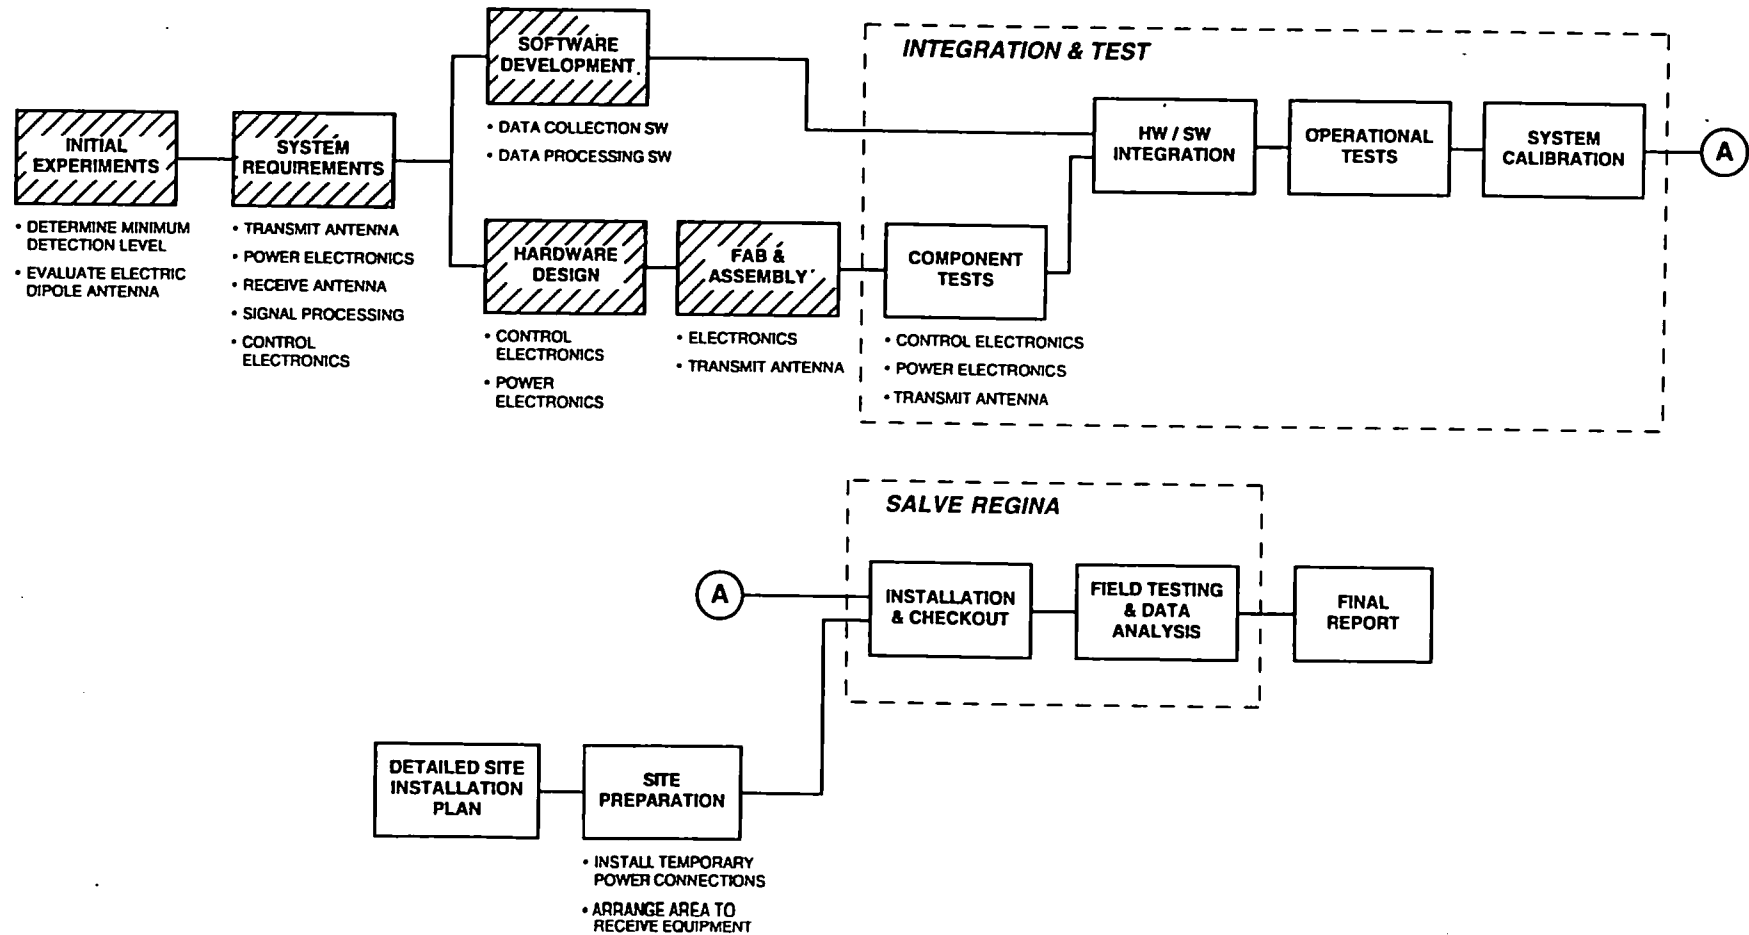 INTEGRATION & TEST
SOFTWARE
DEVELOPMENT
• DATA COLLECTION SW
• DATA PROCESSING SW
INITIAL
EXPERIMENTS
• DETERMINE MINIMUM
DETECTION LEVEL
• EVALUATE ELECTRIC
DIPOLE ANTENNA
SYSTEM
REQUIREMENTS
• TRANSMIT ANTENNA
• POWER ELECTRONICS
• RECEIVE ANTENNA
• SIGNAL PROCESSING
• CONTROL
ELECTRONICS
HARDWARE
DESIGN
• CONTROL
ELECTRONICS
• POWER
ELECTRONICS
FAB &
ASSEMBLY
• ELECTRONICS
• TRANSMIT ANTENNA
COMPONENT
TESTS
• CONTROL ELECTRONICS
• POWER ELECTRONICS
• TRANSMIT ANTENNA
HW / SW
INTEGRATION
OPERATIONAL
TESTS
SYSTEM
CALIBRATION
A
SALVE REGINA
A
INSTALLATION
& CHECKOUT
FIELD TESTING
& DATA
ANALYSIS
FINAL
REPORT
DETAILED SITE
INSTALLATION
PLAN
SITE
PREPARATION
• INSTALL TEMPORARY
POWER CONNECTIONS
• ARRANGE AREA TO
RECEIVE EQUIPMENT